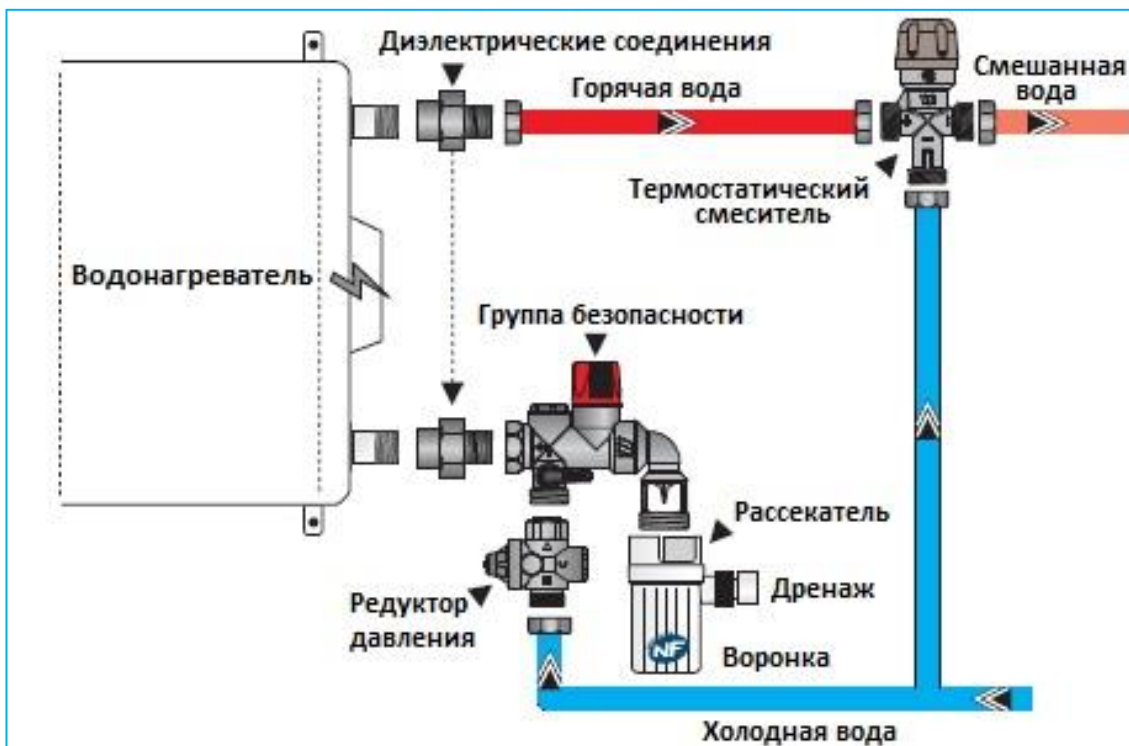 Диэлектрические соединения
Горячая вода
Смешанная
вода
Термостатический
смеситель
Водонагреватель
Группа безопасности
Рассекатель
Редуктор
давления
Дренаж
NF
Воронка
Холодная вода